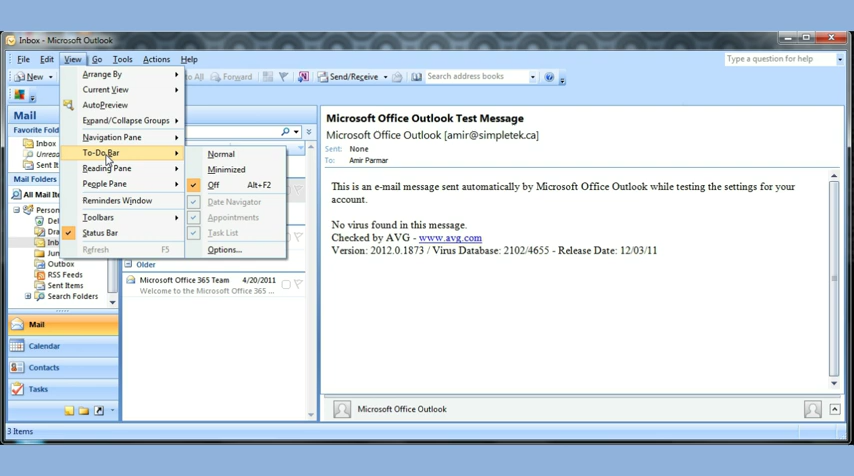 Inbox - Microsoft Outlook
File Edit View Go Tools Actions Help
Type a question for help
New to All Forward Send/Receive Search address books
Mail
Favorite Fold
Inbox
Unrea
Sent It
Mail Folders
All Mail Ite
Person
Del
Dra
Inb
Jun
Outbox
RSS Feeds
Sent Items
Search Folders
Mail
Calendar
Contacts
Tasks
3 Items
Arrange By
Current View
AutoPreview
Expand/Collapse Groups
Navigation Pane
To-Do Bar
Reading Pane
People Pane
Reminders Window
Toolbars
Status Bar
Refresh F5
Normal
Minimized
Off Alt+F2
Date Navigator
Appointments
Task List
Options...
Older
Microsoft Office 365 Team 4/20/2011
Welcome to the Microsoft Office 365 ...
Microsoft Office Outlook Test Message
Microsoft Office Outlook [amir@simpletek.ca]
Sent: None
To: Amir Parmar
This is an e-mail message sent automatically by Microsoft Office Outlook while testing the settings for your
account.
No virus found in this message.
Checked by AVG - www.avg.com
Version: 2012.0.1873 / Virus Database: 2102/4655 - Release Date: 12/03/11
Microsoft Office Outlook